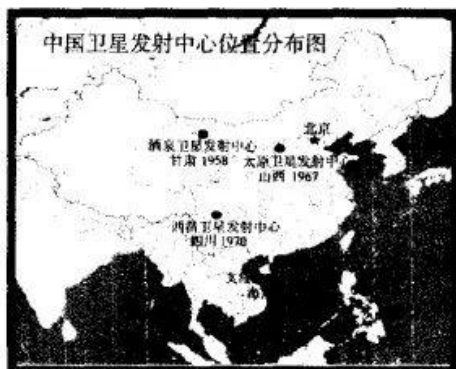 中国卫星发射中心位置分布图
北京
酒泉卫星发射中心
甘肃 1958
太原卫星发射中心
山西 1967
西昌卫星发射中心
四川 1970